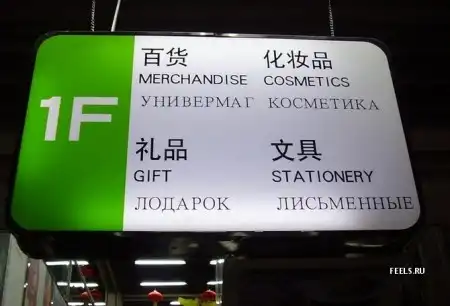 1F
百货 化妆品
MERCHANDISE COSMETICS
УНИВЕРМАГ КОСМЕТИКА
礼品 文具
GIFT STATIONERY
ЛОДАРОК ЛИСЬМЕННЫЕ
FEELS.RU